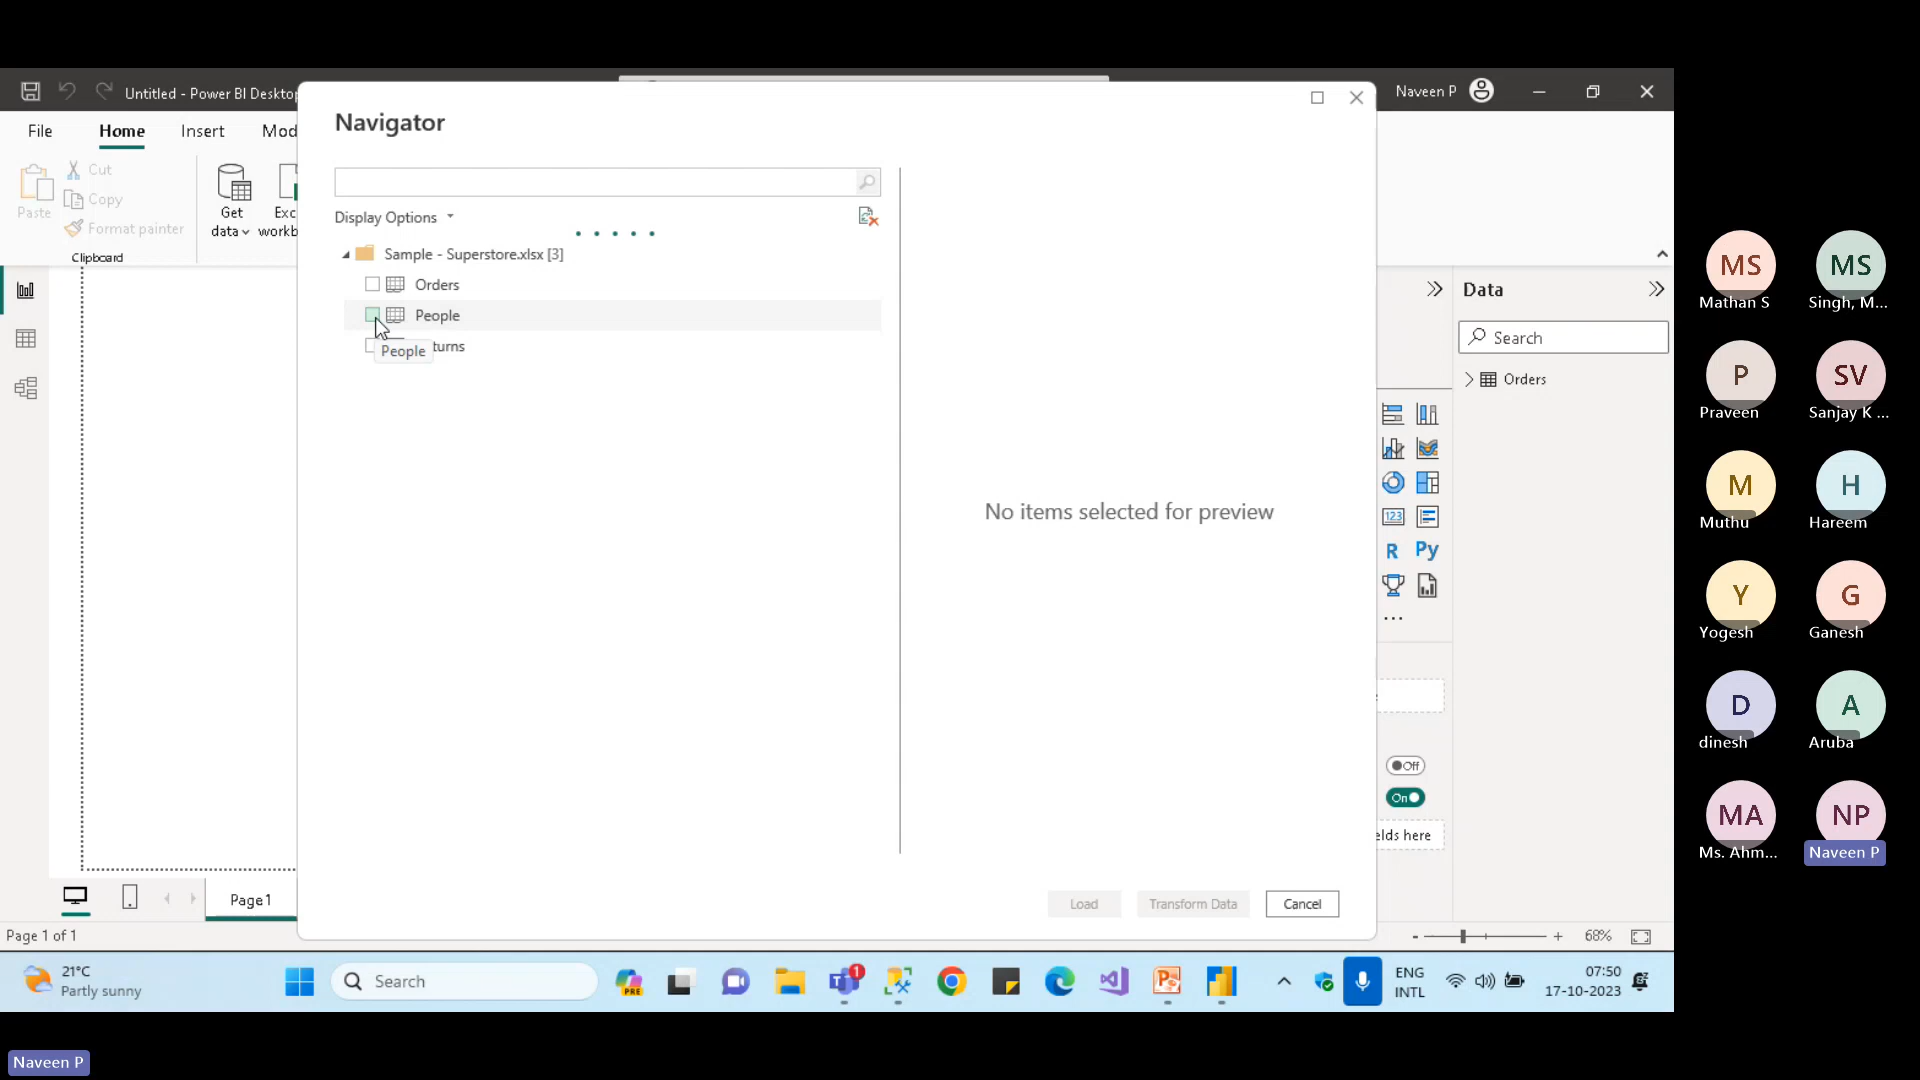 Untitled - Power BI Desktop
Naveen P
File
Home
Insert
Mod
Paste
Cut
Copy
Format painter
Clipboard
Get
data
Exc
workb
Navigator
Display Options
Sample - Superstore.xlsx [3]
Orders
People
People
turns
No items selected for preview
Load
Transform Data
Cancel
Data
Search
Orders
123
R
Py
Off
On
elds here
Page 1
Page 1 of 1
- + 68%
21°C
Partly sunny
Search
PRE
1
ENG
INTL
07:50
17-10-2023
MS
Mathan S
MS
Singh, M...
P
Praveen
SV
Sanjay K ...
M
Muthu
H
Hareem
Y
Yogesh
G
Ganesh
D
dinesh
A
Aruba
MA
Ms. Ahm...
NP
Naveen P
Naveen P